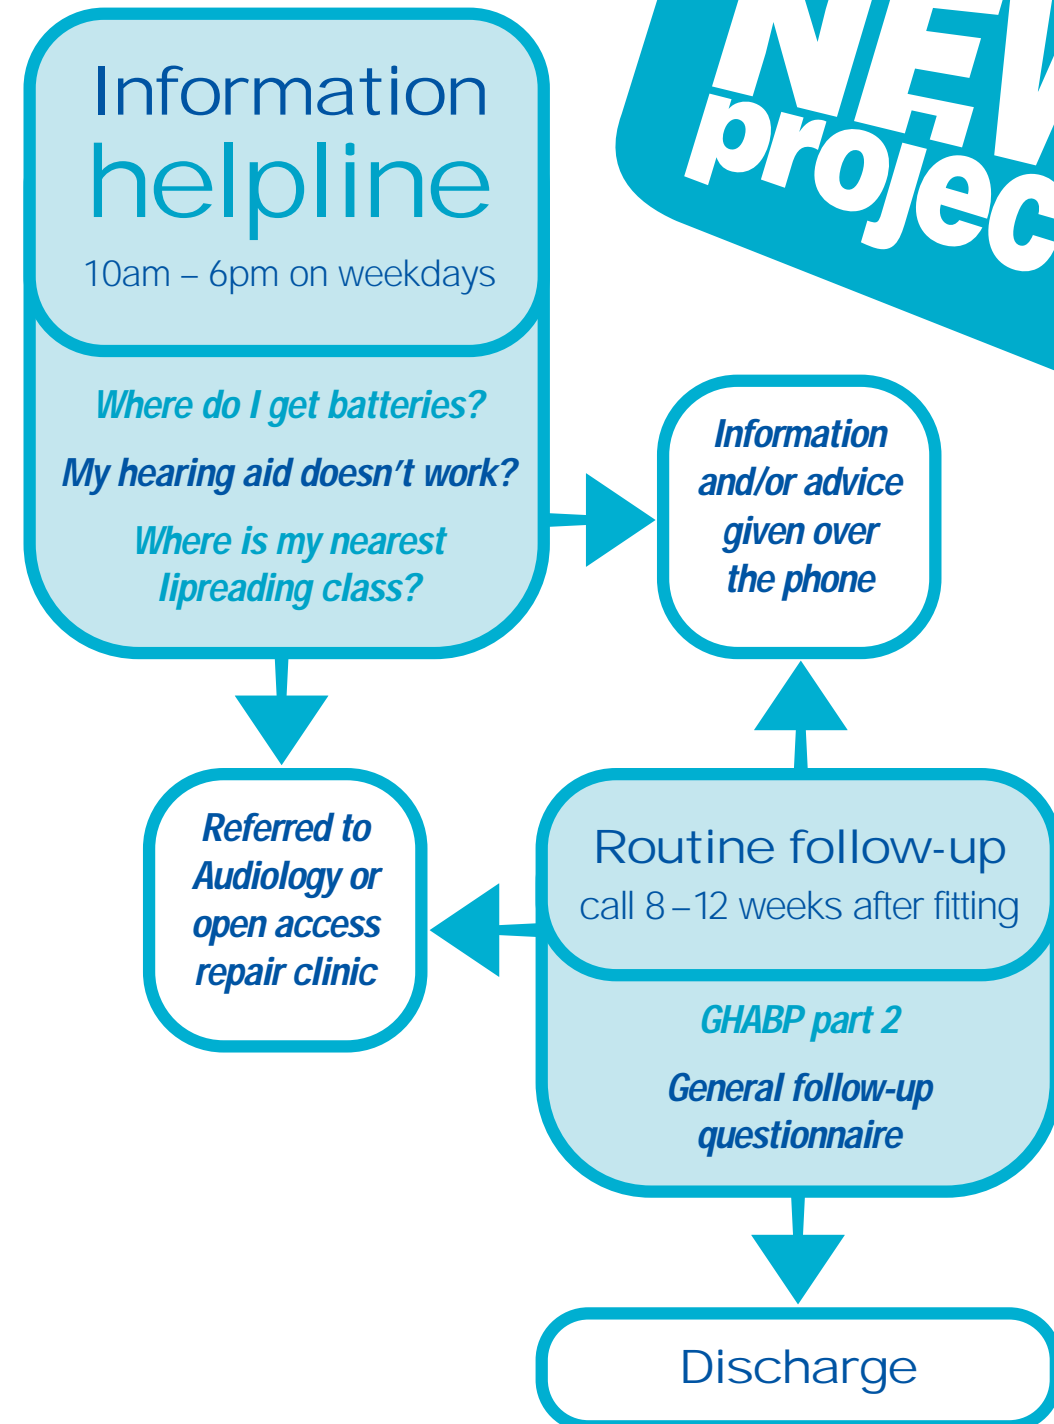 Information
helpline
10am – 6pm on weekdays
Where do I get batteries?
My hearing aid doesn't work?
Where is my nearest
lipreading class?
Information
and/or advice
given over
the phone
Referred to
Audiology or
open access
repair clinic
Routine follow-up
call 8–12 weeks after fitting
GHABP part 2
General follow-up
questionnaire
Discharge